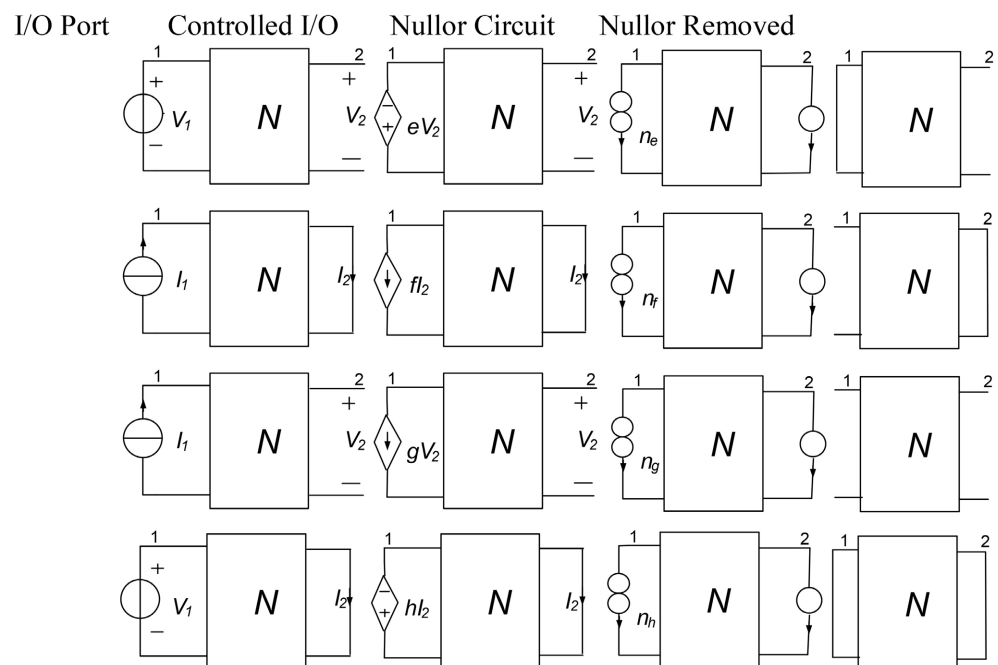 I/O Port Controlled I/O Nullor Circuit Nullor Removed
1 2 1 2 1 2 1 2
+ + − + +
V1 N V2 eV2 N V2 ne N N
− − −
1 1 1 2 1 2
I1 N I2 fI2 N I2 nf N N
1 2 1 2 1 2 1 2
+ +
I1 N V2 gV2 N V2 ng N N
− −
1 1 1 2 1 2
+ − +
V1 N I2 hI2 N I2 nh N N
−